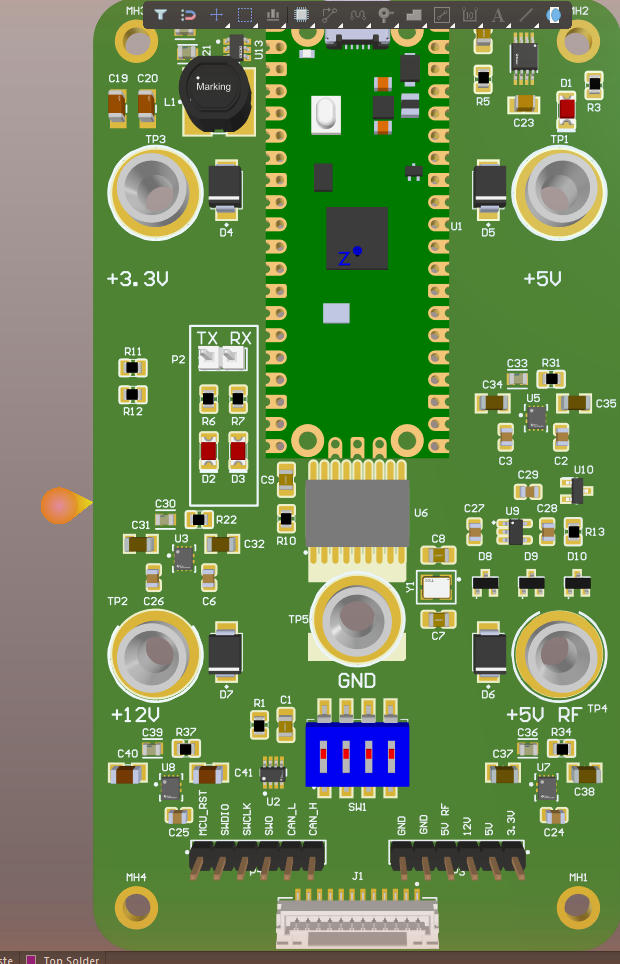 MH3
MH2
21
U13
C19
C20
L1
Marking
R5
C23
D1
R3
TP3
TP1
D4
D5
U1
Z
+3.3V
+5V
TX RX
P2
R11
R12
R6
R7
D2
D3
C33
R31
C34
U5
C35
C3
C2
C9
R10
U6
C29
U10
C27
U9
C28
R13
C30
R22
C31
U3
C32
C26
C6
C8
Y1
C7
D8
D9
D10
TP2
TP5
TP4
D7
D6
GND
+12V
+5V RF
R1
C1
C39
R37
C40
U8
C41
C25
U2
SW1
C36
R34
C37
U7
C38
C24
MCU_RST
SWDIO
SWCLK
SWO
CAN_L
CAN_H
GND
GND
5V RF
12V
5V
3.3V
J1
MH4
MH1
ste
Top Solder